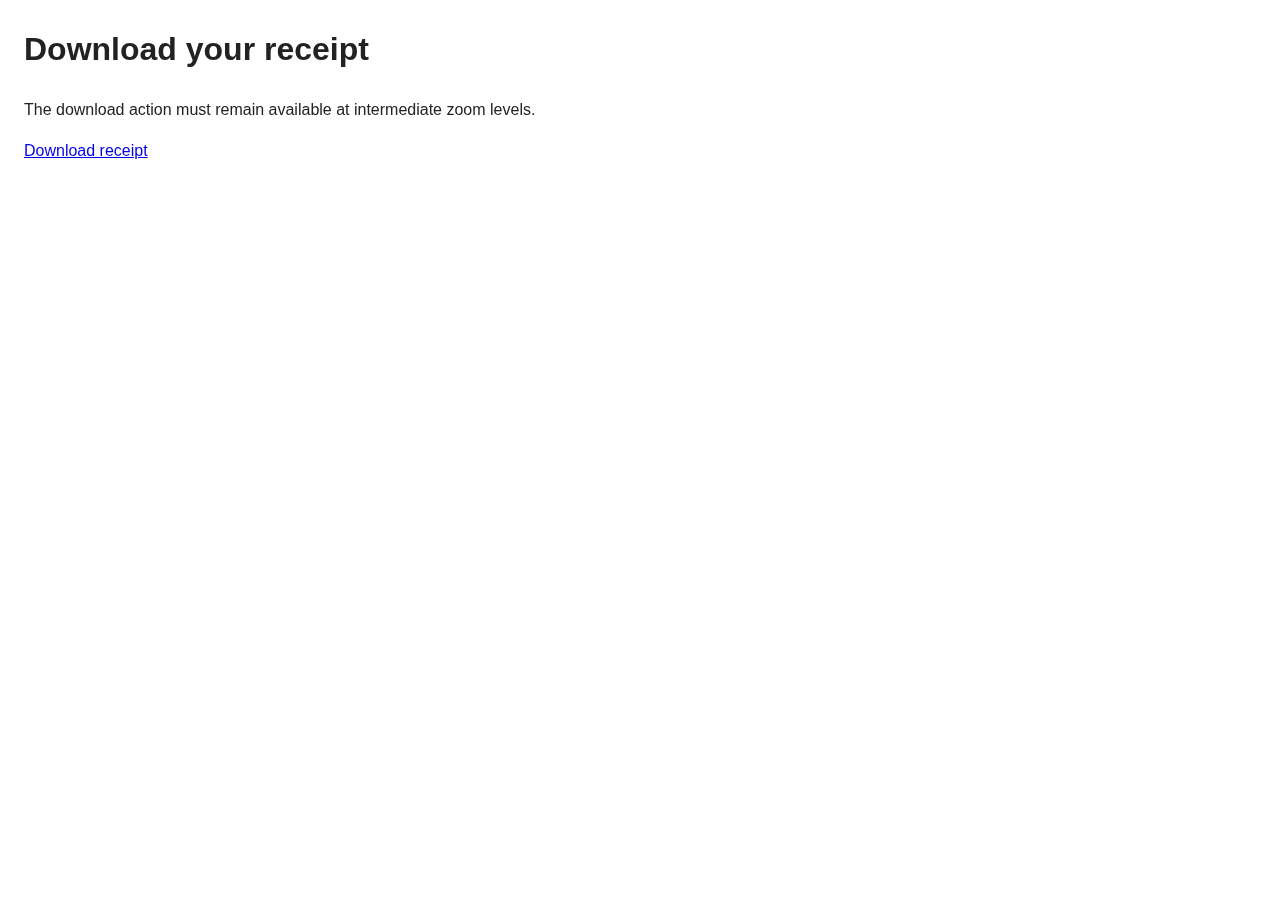 Download your receipt
The download action must remain available at intermediate zoom levels.
Download receipt